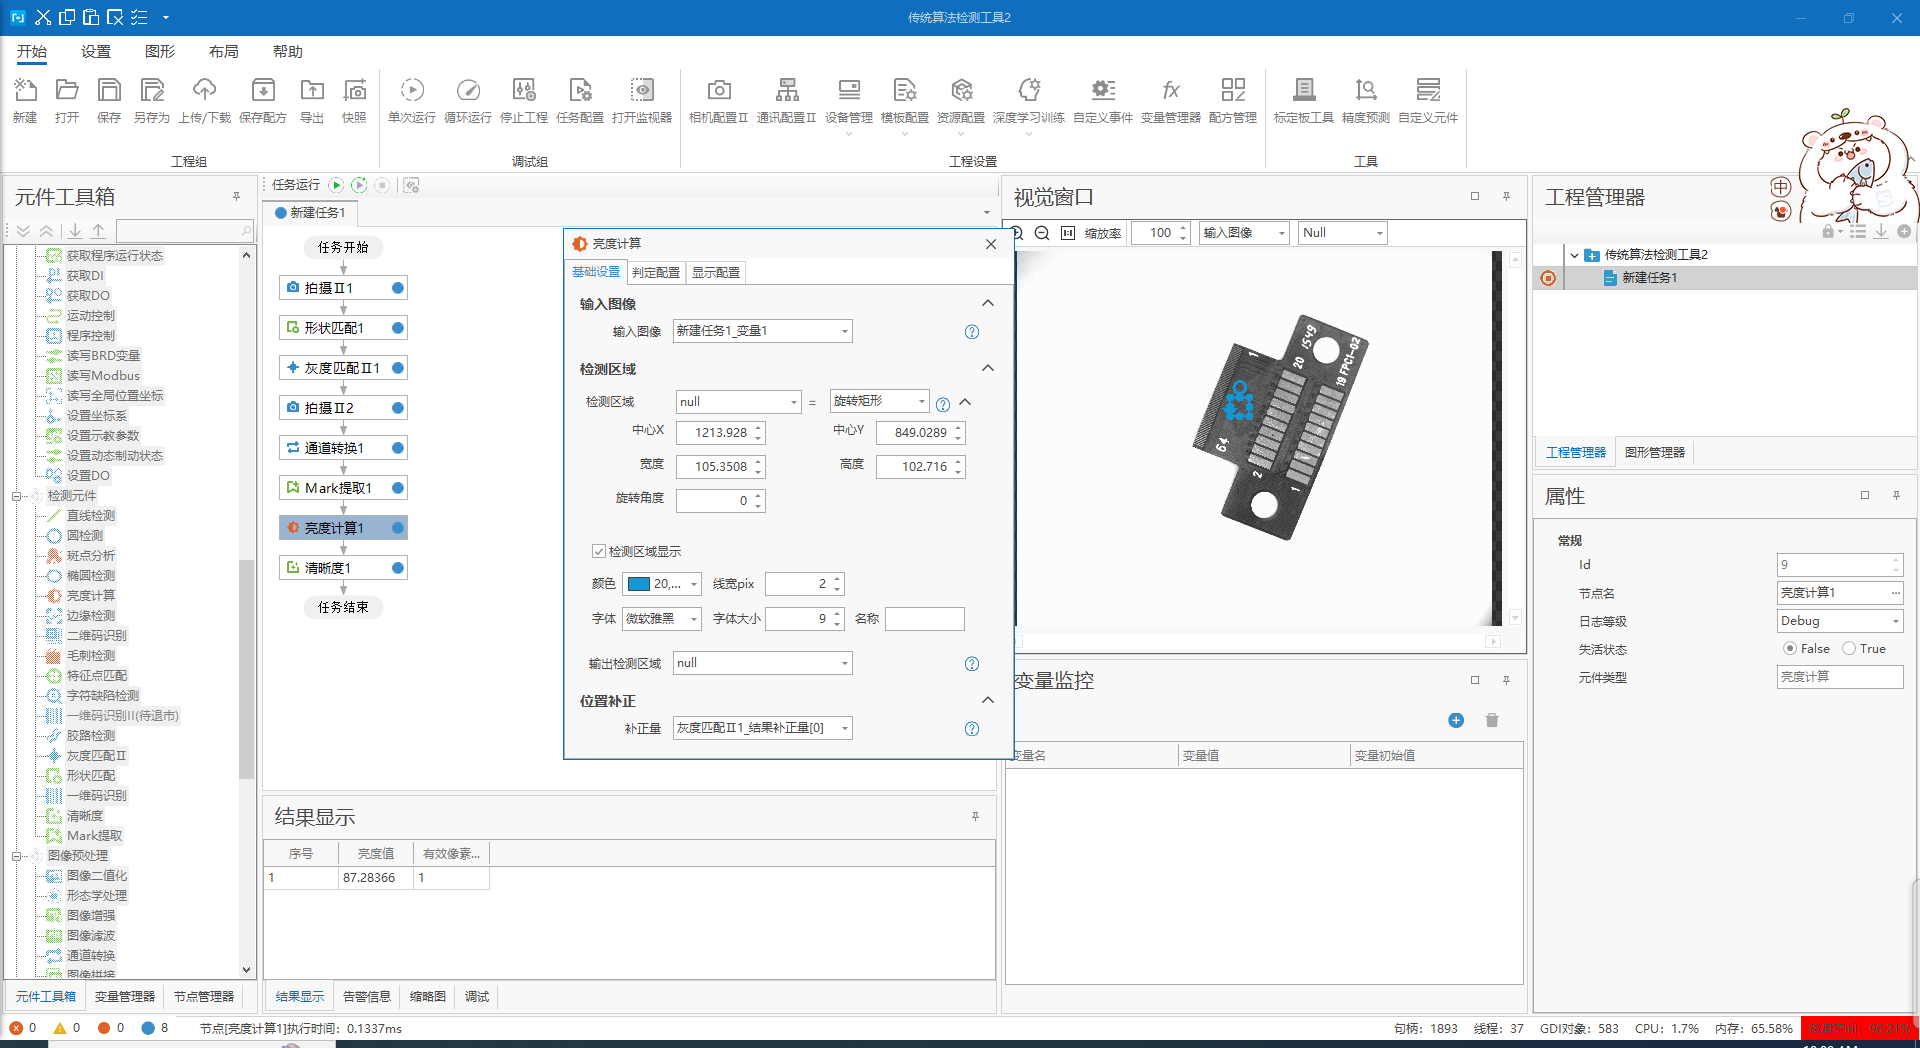 传统算法检测工具2
开始 设置 图形 布局 帮助
新建 打开 保存 另存为 上传/下载 保存配方 导出 快照 单次运行 循环运行 停止工程 任务配置 打开监视器 相机配置II 通讯配置II 设备管理 模板配置 资源配置 深度学习训练 自定义事件 变量管理器 配方管理 标定板工具 精度预测 自定义元件
工程组 调试组 工程设置 工具
元件工具箱
获取程序运行状态
获取DI
获取DO
运动控制
程序控制
读写BRD变量
读写Modbus
读写全局位置坐标
设置坐标系
设置示教参数
设置动态制动状态
设置DO
检测元件
直线检测
圆检测
斑点分析
椭圆检测
亮度计算
边缘检测
二维码识别
毛刺检测
特征点匹配
字符缺陷检测
一维码识别II(待退市)
胶路检测
灰度匹配II
形状匹配
一维码识别
清晰度
Mark提取
图像预处理
图像二值化
形态学处理
图像增强
图像滤波
通道转换
图像拼接
元件工具箱 变量管理器 节点管理器
任务运行
新建任务1
任务开始
拍摄II1
形状匹配1
灰度匹配II1
拍摄II2
通道转换1
Mark提取1
亮度计算1
清晰度1
任务结束
亮度计算
基础设置 判定配置 显示配置
输入图像
输入图像 新建任务1_变量1
检测区域
检测区域 null = 旋转矩形
中心X 1213.928 中心Y 849.0289
宽度 105.3508 高度 102.716
旋转角度 0
检测区域显示
颜色 20,... 线宽pix 2
字体 微软雅黑 字体大小 9 名称
输出检测区域 null
位置补正
补正量 灰度匹配II1_结果补正量[0]
结果显示
序号 亮度值 有效像素...
1 87.28366 1
结果显示 告警信息 缩略图 调试
视觉窗口
缩放率 100 输入图像 Null
1
20
JS49
19 FPC1-02
64
2
1
变量监控
变量名 变量值 变量初始值
工程管理器
中
传统算法检测工具2
新建任务1
工程管理器 图形管理器
属性
常规
Id 9
节点名 亮度计算1
日志等级 Debug
失活状态 False True
元件类型 亮度计算
0 0 0 8 节点[亮度计算1]执行时间: 0.1337ms
句柄: 1893 线程: 37 GDI对象: 583 CPU: 1.7% 内存: 65.58%